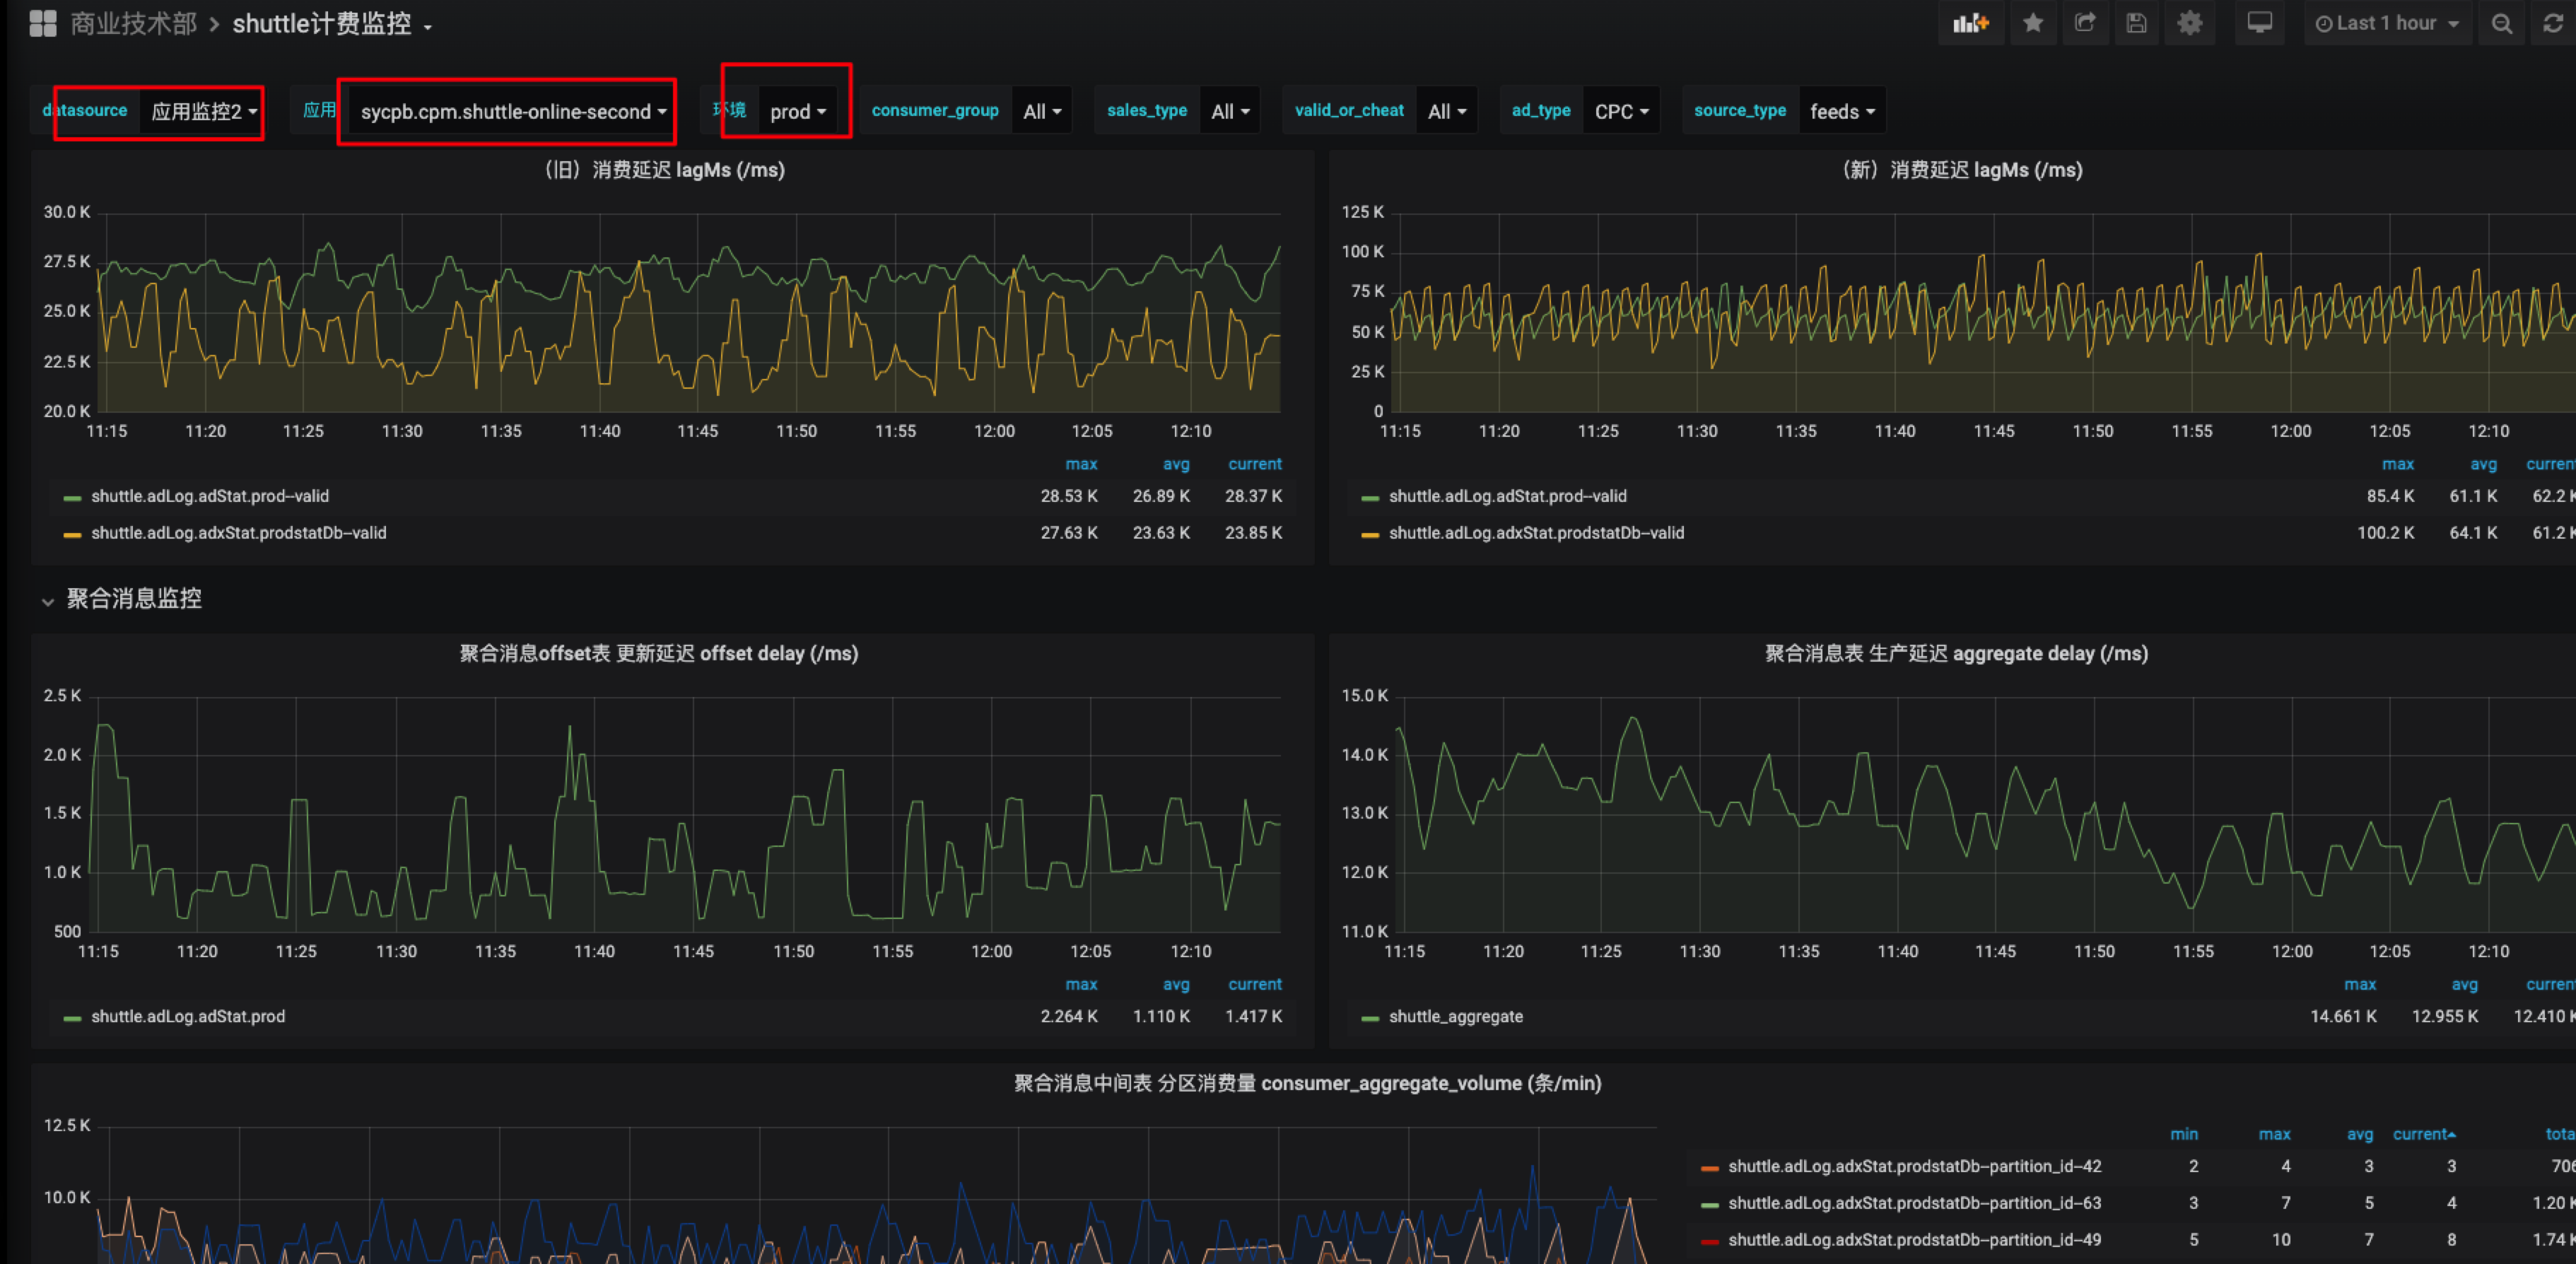 商业技术部 > shuttle计费监控
Last 1 hour
datasource 应用监控2 应用 sycpb.cpm.shuttle-online-second 环境 prod consumer_group All sales_type All valid_or_cheat All ad_type CPC source_type feeds
（旧）消费延迟 lagMs (/ms)
30.0 K
27.5 K
25.0 K
22.5 K
20.0 K
11:15 11:20 11:25 11:30 11:35 11:40 11:45 11:50 11:55 12:00 12:05 12:10
max avg current
shuttle.adLog.adStat.prod--valid 28.53 K 26.89 K 28.37 K
shuttle.adLog.adxStat.prodstatDb--valid 27.63 K 23.63 K 23.85 K
（新）消费延迟 lagMs (/ms)
125 K
100 K
75 K
50 K
25 K
0
11:15 11:20 11:25 11:30 11:35 11:40 11:45 11:50 11:55 12:00 12:05 12:10
max avg current
shuttle.adLog.adStat.prod--valid 85.4 K 61.1 K 62.2 K
shuttle.adLog.adxStat.prodstatDb--valid 100.2 K 64.1 K 61.2 K
聚合消息监控
聚合消息offset表 更新延迟 offset delay (/ms)
2.5 K
2.0 K
1.5 K
1.0 K
500
11:15 11:20 11:25 11:30 11:35 11:40 11:45 11:50 11:55 12:00 12:05 12:10
max avg current
shuttle.adLog.adStat.prod 2.264 K 1.110 K 1.417 K
聚合消息表 生产延迟 aggregate delay (/ms)
15.0 K
14.0 K
13.0 K
12.0 K
11.0 K
11:15 11:20 11:25 11:30 11:35 11:40 11:45 11:50 11:55 12:00 12:05 12:10
max avg current
shuttle_aggregate 14.661 K 12.955 K 12.410 K
聚合消息中间表 分区消费量 consumer_aggregate_volume (条/min)
12.5 K
10.0 K
min max avg current tota
shuttle.adLog.adxStat.prodstatDb--partition_id--42 2 4 3 3 706
shuttle.adLog.adxStat.prodstatDb--partition_id--63 3 7 5 4 1.20 K
shuttle.adLog.adxStat.prodstatDb--partition_id--49 5 10 7 8 1.74 K